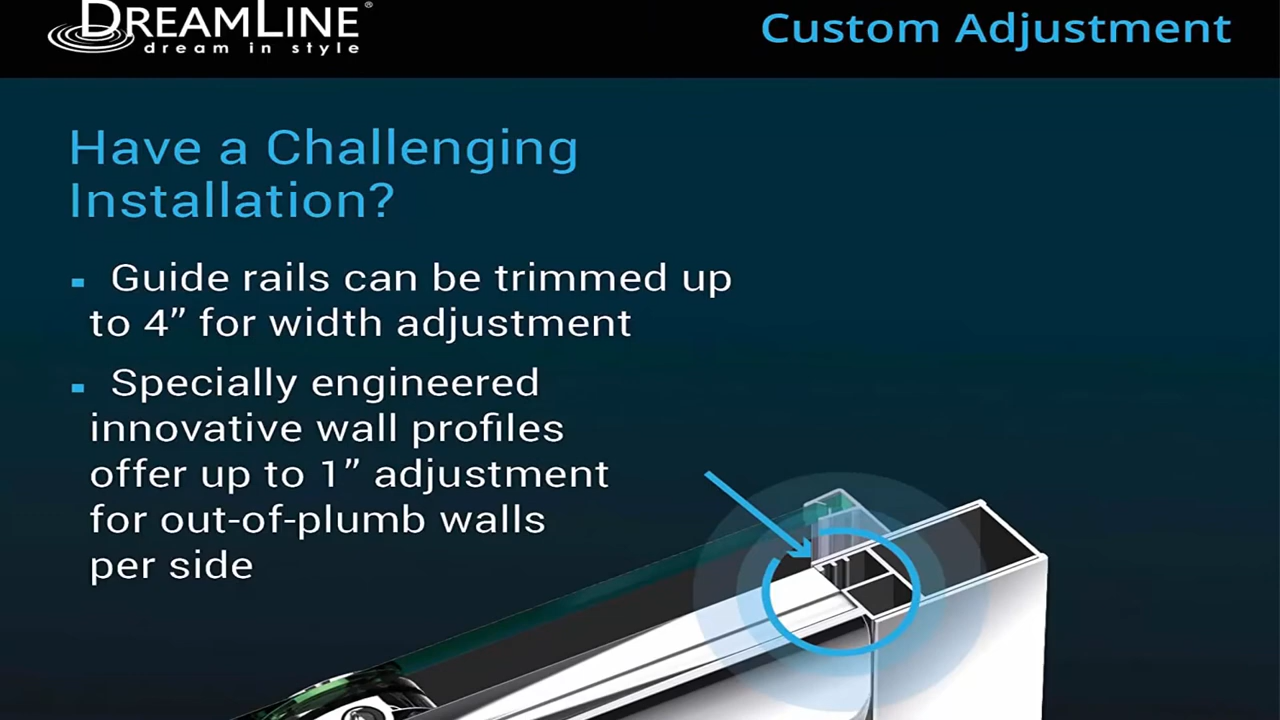 DREAMLINE®
dream in style
Custom Adjustment
Have a Challenging
Installation?
▪ Guide rails can be trimmed up
to 4” for width adjustment
▪ Specially engineered
innovative wall profiles
offer up to 1” adjustment
for out-of-plumb walls
per side